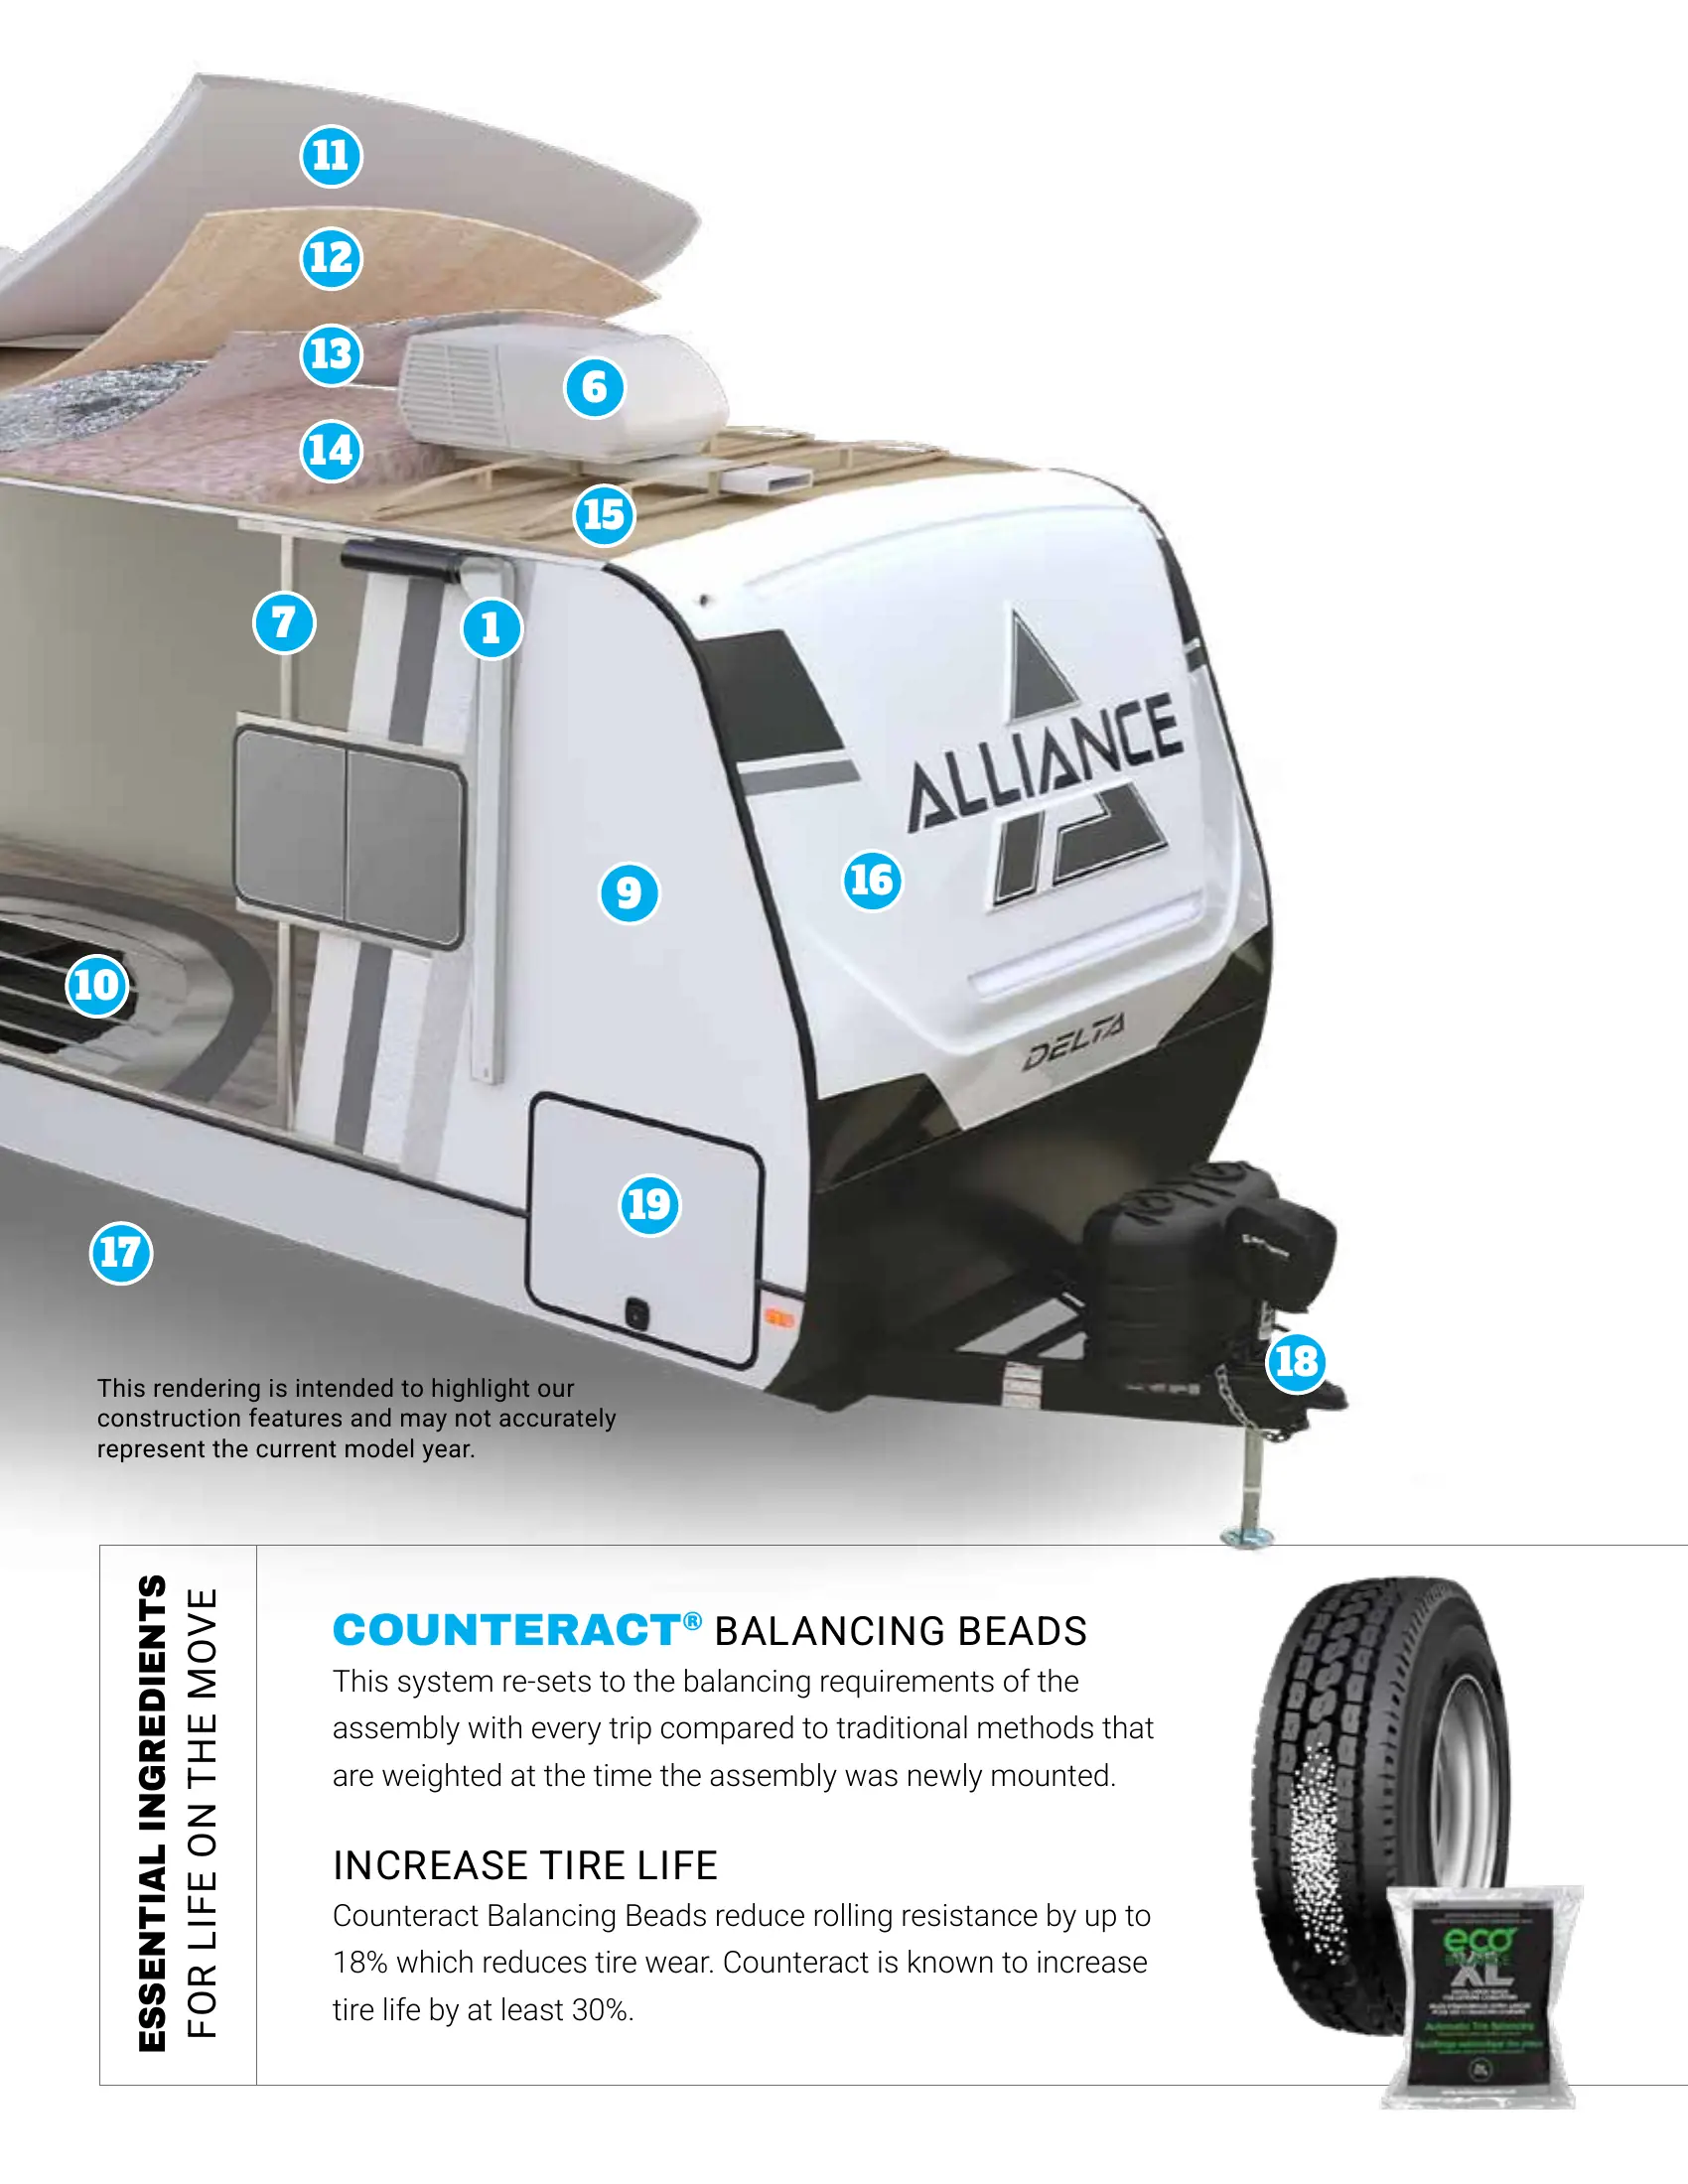 11
12
13
6
14
15
7
1
ALLIANCE
9
16
10
DELTA
19
17
18
This rendering is intended to highlight our
construction features and may not accurately
represent the current model year.
ESSENTIAL INGREDIENTS
FOR LIFE ON THE MOVE
COUNTERACT® BALANCING BEADS
This system re-sets to the balancing requirements of the
assembly with every trip compared to traditional methods that
are weighted at the time the assembly was newly mounted.
INCREASE TIRE LIFE
Counteract Balancing Beads reduce rolling resistance by up to
18% which reduces tire wear. Counteract is known to increase
tire life by at least 30%.
eco
BALANCE
XL
Automatic Tire Balancing